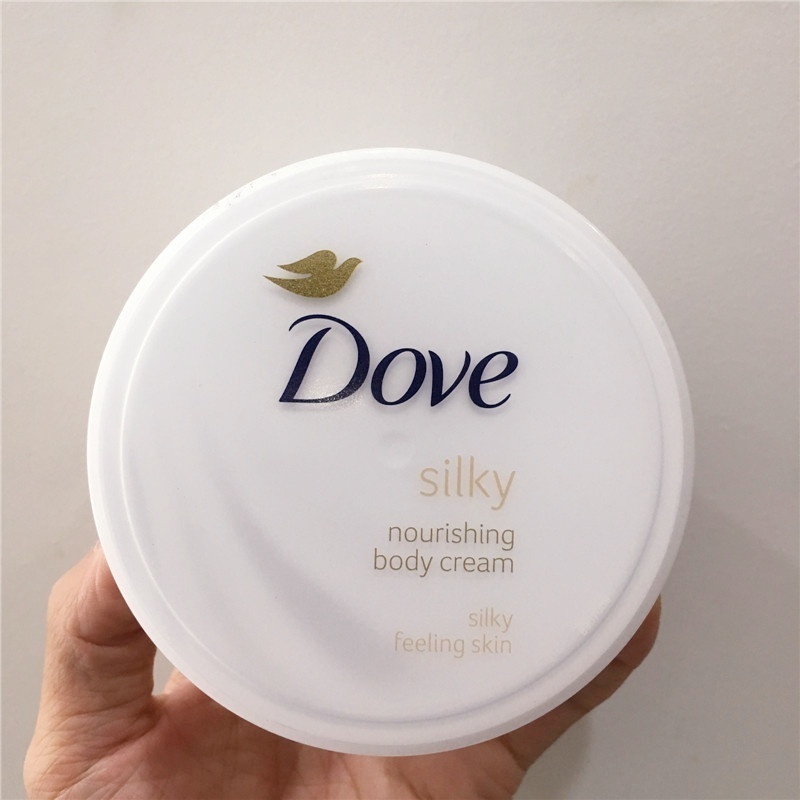 Dove
silky
nourishing
body cream
silky
feeling skin